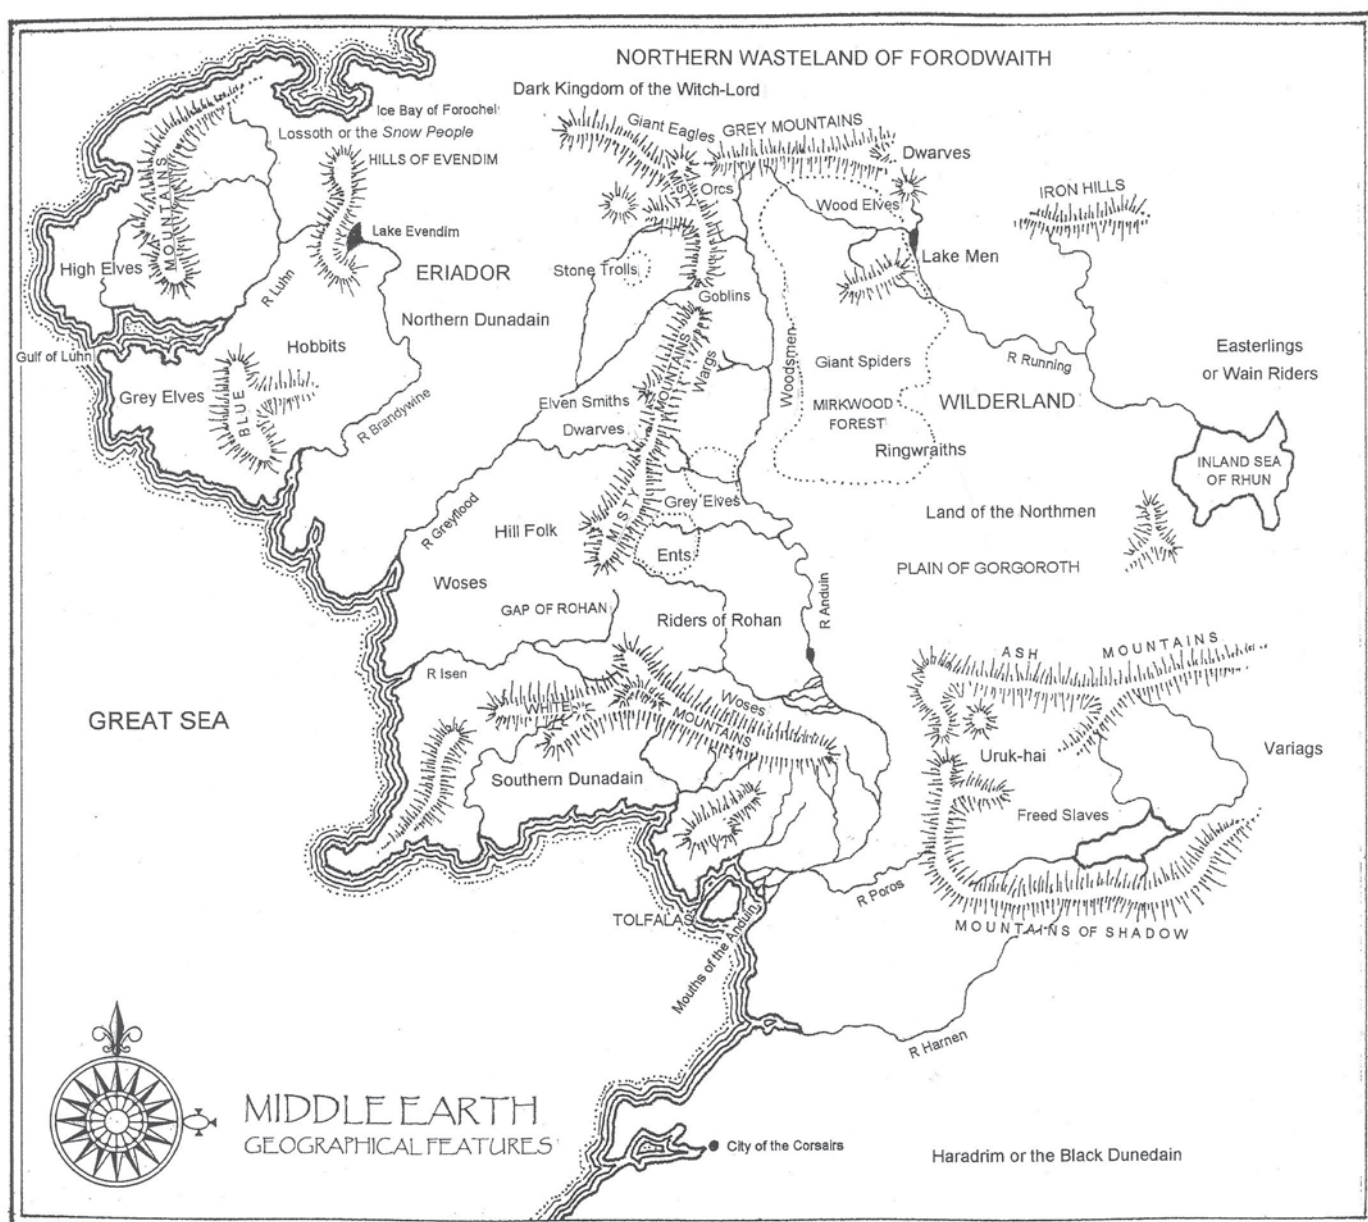 NORTHERN WASTELAND OF FORODWAITH
Dark Kingdom of the Witch-Lord
Ice Bay of Forochel
Lossoth or the Snow People
HILLS OF EVENDIM
Giant Eagles
GREY MOUNTAINS
Dwarves
MISTY
Orcs
Wood Elves
IRON HILLS
MOUNTAINS
Lake Evendim
High Elves
ERIADOR
Stone Trolls
Lake Men
R Luhn
Goblins
Northern Dunadain
Gulf of Luhn
Hobbits
MOUNTAINS
Wargs
Woodsmen
Giant Spiders
R Running
Easterlings
or Wain Riders
Grey Elves
BLUE
R Brandywine
Elven Smiths
Dwarves
MIRKWOOD
FOREST
WILDERLAND
Ringwraiths
INLAND SEA
OF RHUN
R Greyflood
MISTY
Grey Elves
Hill Folk
Land of the Northmen
Ents
Woses
PLAIN OF GORGOROTH
GAP OF ROHAN
Riders of Rohan
R Anduin
R Isen
ASH
MOUNTAINS
GREAT SEA
WHITE
Woses
MOUNTAINS
Uruk-hai
Variags
Southern Dunadain
Freed Slaves
R Poros
TOLFALAS
Mouths of the Anduin
MOUNTAINS OF SHADOW
R Harnen
MIDDLE EARTH
GEOGRAPHICAL FEATURES
City of the Corsairs
Haradrim or the Black Dunedain